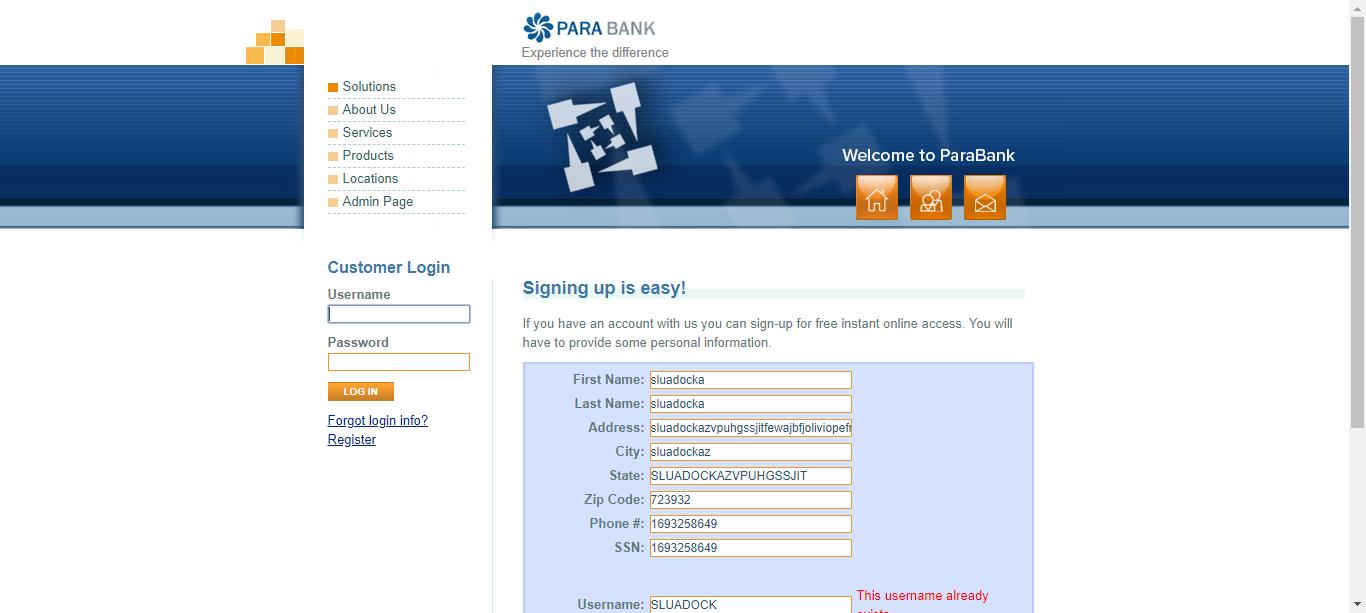 PARA BANK
Experience the difference
Solutions
About Us
Services
Products
Locations
Admin Page
Welcome to ParaBank
Customer Login
Username
Password
LOG IN
Forgot login info?
Register
Signing up is easy!
If you have an account with us you can sign-up for free instant online access. You will
have to provide some personal information.
First Name: sluadocka
Last Name: sluadocka
Address: sluadockazvpuhgssjitfewajbfjoliviopefr
City: sluadockaz
State: SLUADOCKAZVPUHGSSJIT
Zip Code: 723932
Phone #: 1693258649
SSN: 1693258649
Username: SLUADOCK
This username already